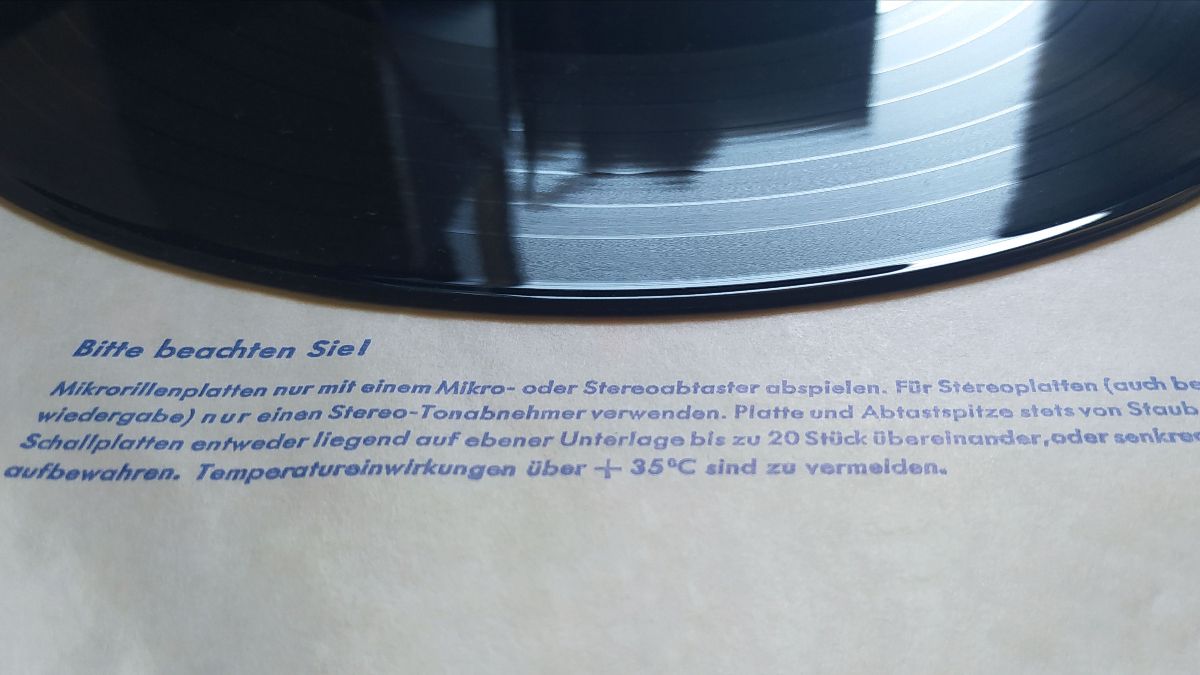 Bitte beachten Sie!
Mikrorillenplatten nur mit einem Mikro- oder Stereoabtaster abspielen. Für Stereoplatten (auch be
wiedergabe) nur einen Stereo-Tonabnehmer verwenden. Platte und Abtastspitze stets von Staub
Schallplatten entweder liegend auf ebener Unterlage bis zu 20 Stück übereinander, oder senkrec
aufbewahren. Temperatureinwirkungen über + 35°C sind zu vermeiden.